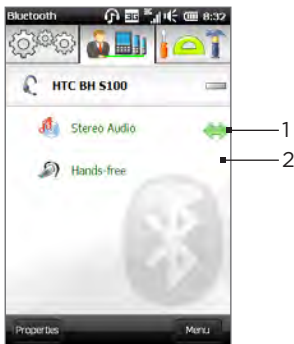 Bluetooth 8:32
HTC BH S100
Stereo Audio
1
2
Hands-free
Properties Menu